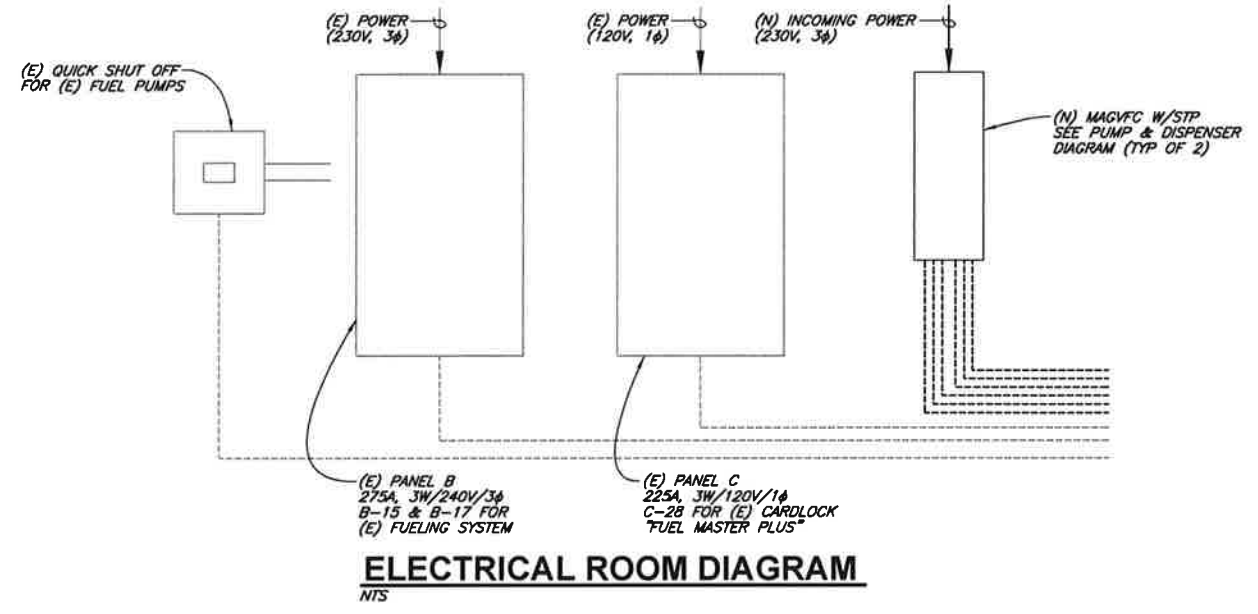 (E) POWER
(230V, 3ϕ)
(E) POWER
(120V, 1ϕ)
(N) INCOMING POWER
(230V, 3ϕ)
(E) QUICK SHUT OFF
FOR (E) FUEL PUMPS
(N) MAGVFC W/STP
SEE PUMP & DISPENSER
DIAGRAM (TYP OF 2)
(E) PANEL B
275A, 3W/240V/3ϕ
B-15 & B-17 FOR
(E) FUELING SYSTEM
(E) PANEL C
225A, 3W/120V/1ϕ
C-28 FOR (E) CARDLOCK
"FUEL MASTER PLUS"
ELECTRICAL ROOM DIAGRAM
NTS